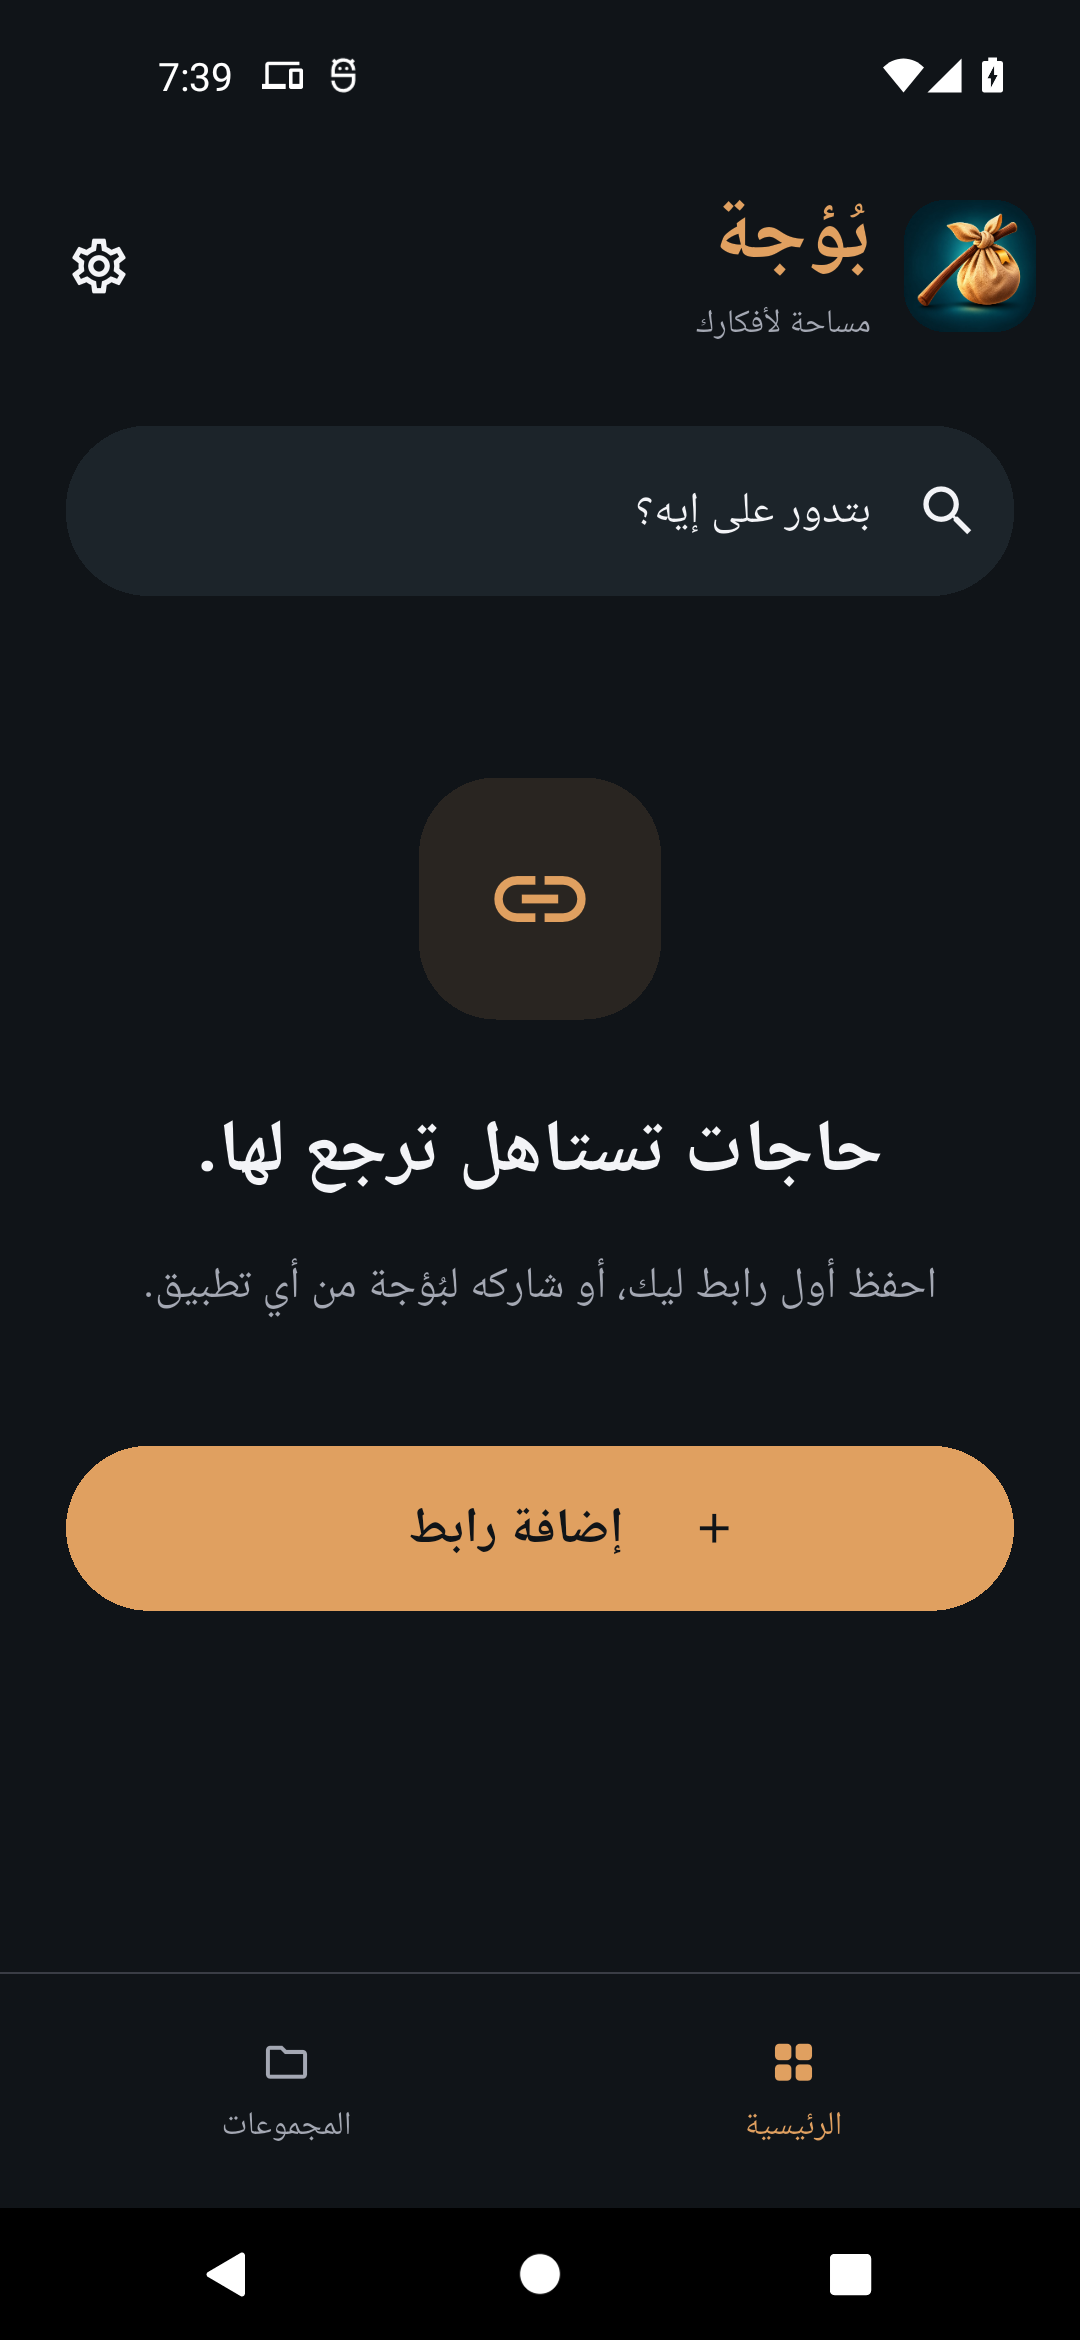 7:39
بُؤجة
مساحة لأفكارك
بتدور على إيه؟
حاجات تستاهل ترجع لها.
احفظ أول رابط ليك، أو شاركه لبُؤجة من أي تطبيق.
إضافة رابط
الرئيسية
المجموعات